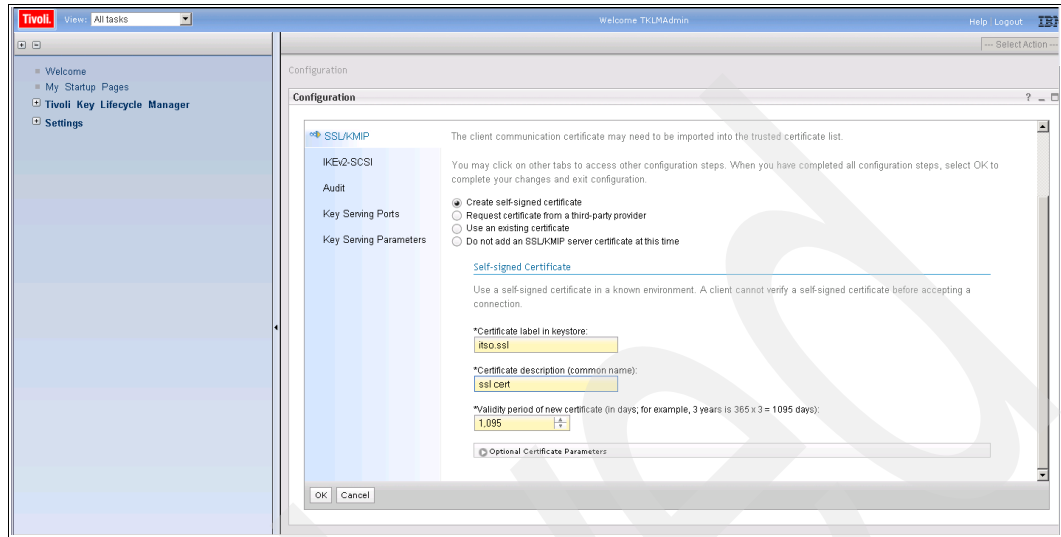 Tivoli. View: All tasks Welcome TKLMAdmin Help Logout IBM
--- Select Action ---
Welcome
My Startup Pages
Tivoli Key Lifecycle Manager
Settings
Configuration
Configuration ? _
SSL/KMIP
IKEv2-SCSI
Audit
Key Serving Ports
Key Serving Parameters
The client communication certificate may need to be imported into the trusted certificate list.
You may click on other tabs to access other configuration steps. When you have completed all configuration steps, select OK to
complete your changes and exit configuration.
Create self-signed certificate
Request certificate from a third-party provider
Use an existing certificate
Do not add an SSL/KMIP server certificate at this time
Self-signed Certificate
Use a self-signed certificate in a known environment. A client cannot verify a self-signed certificate before accepting a
connection.
*Certificate label in keystore:
itso.ssl
*Certificate description (common name):
ssl cert
*Validity period of new certificate (in days; for example, 3 years is 365 x 3 = 1095 days):
1,095
Optional Certificate Parameters
OK Cancel